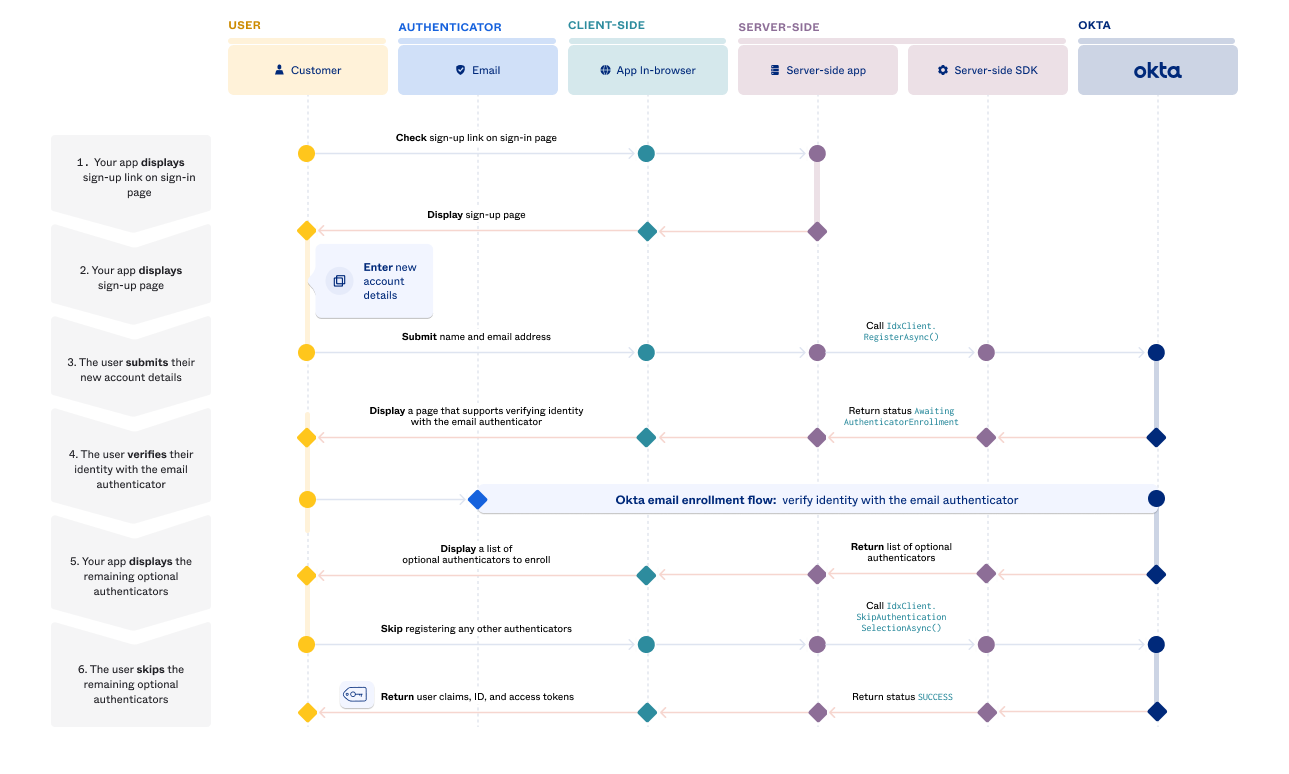 USER
AUTHENTICATOR
CLIENT-SIDE
SERVER-SIDE
OKTA
Customer
Email
App In-browser
Server-side app
Server-side SDK
okta
1. Your app displays
sign-up link on sign-in
page
Check sign-up link on sign-in page
Display sign-up page
2. Your app displays
sign-up page
Enter new
account
details
3. The user submits their
new account details
Submit name and email address
Call IdxClient.
RegisterAsync()
Display a page that supports verifying identity
with the email authenticator
Return status Awaiting
AuthenticatorEnrollment
4. The user verifies their
identity with the email
authenticator
Okta email enrollment flow: verify identity with the email authenticator
5. Your app displays the
remaining optional
authenticators
Display a list of
optional authenticators to enroll
Return list of optional
authenticators
Call IdxClient.
SkipAuthentication
SelectionAsync()
Skip registering any other authenticators
6. The user skips the
remaining optional
authenticators
Return user claims, ID, and access tokens
Return status SUCCESS